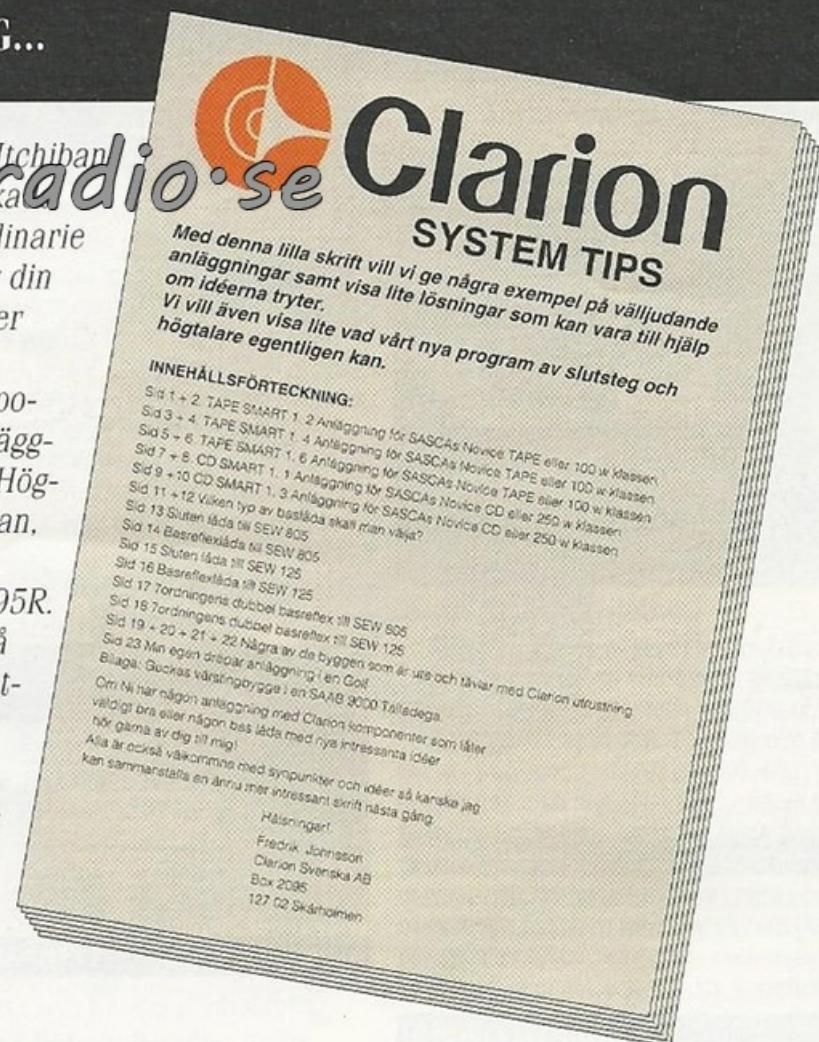 G...
Itchiban
radio.se
ka
linarie
din
er
oo-
ägg-
Hög-
an,
95R.
å
t-
Clarion
SYSTEM TIPS
Med denna lilla skrift vill vi ge några exempel på välljudande
anläggningar samt visa lite lösningar som kan vara till hjälp
om idéerna tryter.
Vi vill även visa lite vad vårt nya program av slutsteg och
högtalare egentligen kan.
INNEHÅLLSFÖRTECKNING:
Sid 1 + 2. TAPE SMART 1. 2 Anläggning för SASCAs Novice TAPE eller 100 w klassen
Sid 3 + 4. TAPE SMART 1. 4 Anläggning för SASCAs Novice TAPE eller 100 w klassen
Sid 5 + 6. TAPE SMART 1. 6 Anläggning för SASCAs Novice TAPE eller 100 w klassen
Sid 7 + 8. CD SMART 1. 1 Anläggning för SASCAs Novice CD eller 250 w klassen
Sid 9 +10 CD SMART 1. 3 Anläggning för SASCAs Novice CD eller 250 w klassen
Sid 11 +12 Vilken typ av baslåda skall man välja?
Sid 13 Sluten låda till SEW 805
Sid 14 Basreflexlåda till SEW 805
Sid 15 Sluten låda till SEW 125
Sid 16 Basreflexlåda till SEW 125
Sid 17 7ordningens dubbel basreflex till SEW 805
Sid 18 7ordningens dubbel basreflex till SEW 125
Sid 19 + 20 + 21 + 22 Några av de byggen som är ute och tävlar med Clarion utrustning
Sid 23 Min egen drapar anläggning i en Golf
Bilaga: Guckas värstingbygge i en SAAB 9000 Talladega.
Om Ni har någon anläggning med Clarion komponenter som låter
väldigt bra eller någon bas låda med nya intressanta idéer
hör gärna av dig till mig!
Alla är också välkommna med synpunkter och idéer så kanske jag
kan sammanställa en ännu mer intressant skrift nästa gång.
Hälsningar!
Fredrik Johnsson
Clarion Svenska AB
Box 2095
127 02 Skärholmen